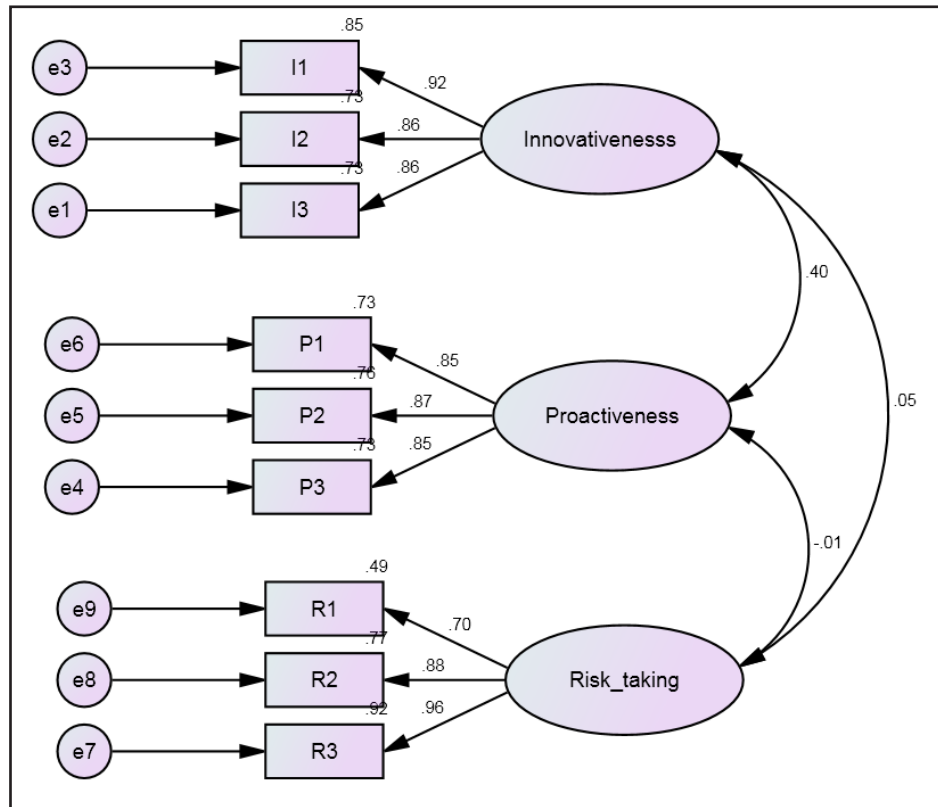 .85
e3 I1 .92
.73
e2 I2 .86 Innovativenesss
.73
e1 I3 .86
.40
.73
e6 P1 .85
.76
e5 P2 .87 Proactiveness .05
.73
e4 P3 .85
-.01
.49
e9 R1 .70
.77
e8 R2 .88 Risk_taking
.92
e7 R3 .96